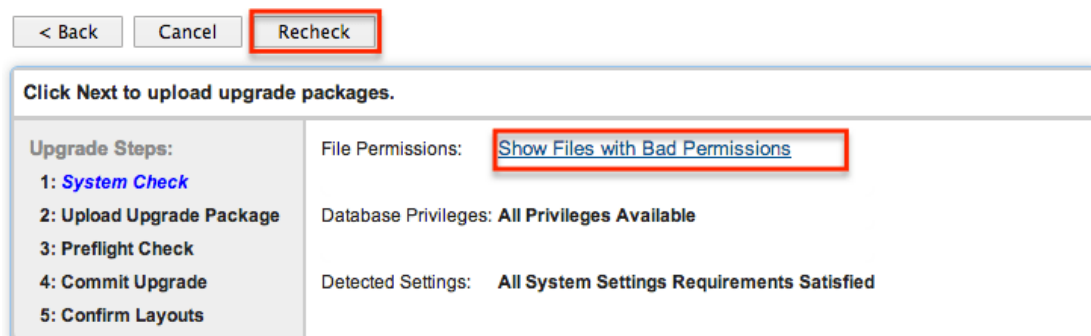 < Back Cancel Recheck
Click Next to upload upgrade packages.
Upgrade Steps:
1: System Check
2: Upload Upgrade Package
3: Preflight Check
4: Commit Upgrade
5: Confirm Layouts
File Permissions: Show Files with Bad Permissions
Database Privileges: All Privileges Available
Detected Settings: All System Settings Requirements Satisfied